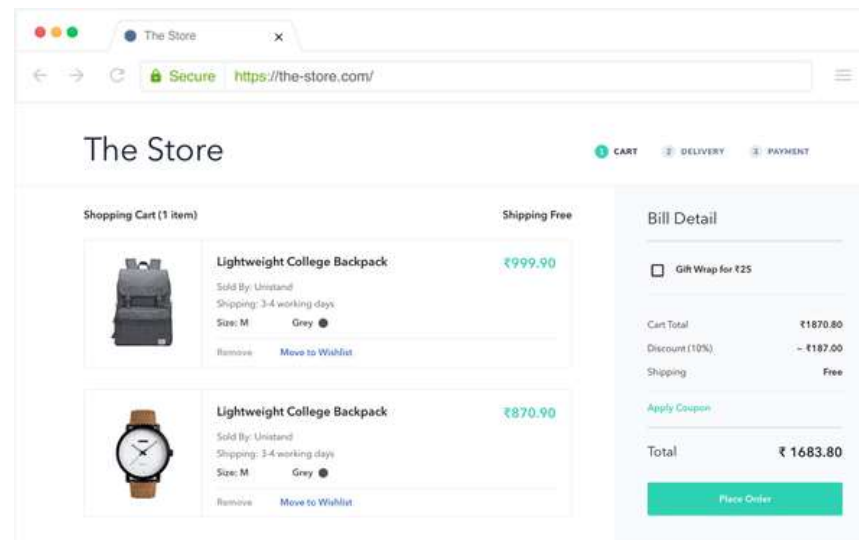 The Store
Secure https://the-store.com/
The Store
1 CART 2 DELIVERY 3 PAYMENT
Shopping Cart (1 item) Shipping Free
Lightweight College Backpack ₹999.90
Sold By: Unistand
Shipping: 3-4 working days
Size: M Grey
Remove Move to Wishlist
Lightweight College Backpack ₹870.90
Sold By: Unistand
Shipping: 3-4 working days
Size: M Grey
Remove Move to Wishlist
Bill Detail
Gift Wrap for ₹25
Cart Total ₹1870.80
Discount (10%) - ₹187.00
Shipping Free
Apply Coupon
Total ₹ 1683.80
Place Order